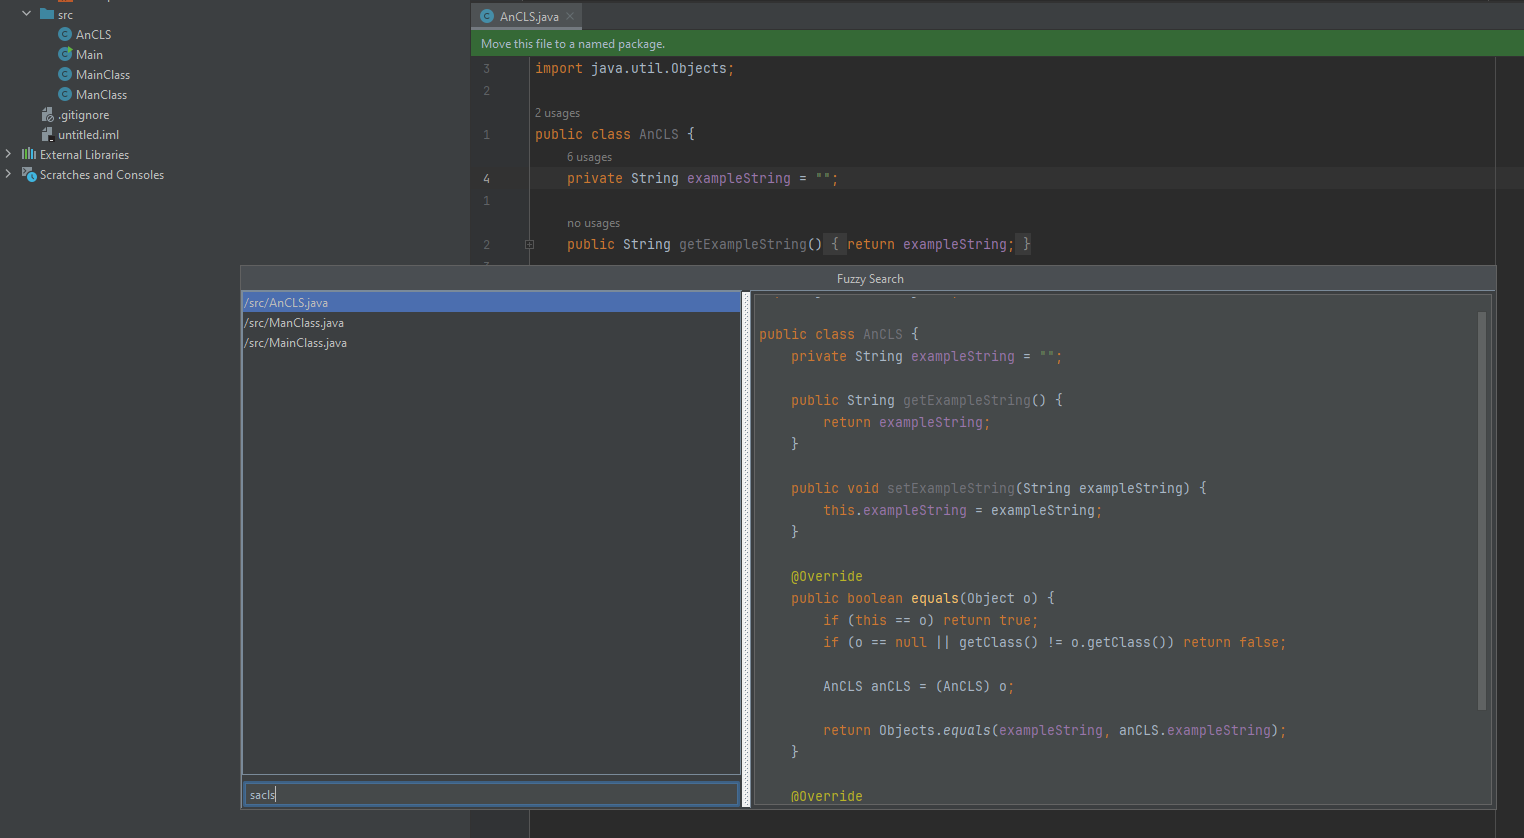 src
AnCLS
Main
MainClass
ManClass
.gitignore
untitled.iml
External Libraries
Scratches and Consoles
AnCLS.java
Move this file to a named package.
3 import java.util.Objects;
2
2 usages
1 public class AnCLS {
6 usages
4 private String exampleString = "";
1
no usages
2 public String getExampleString() { return exampleString; }
Fuzzy Search
/src/AnCLS.java
/src/ManClass.java
/src/MainClass.java
sacls
public class AnCLS {
private String exampleString = "";
public String getExampleString() {
return exampleString;
}
public void setExampleString(String exampleString) {
this.exampleString = exampleString;
}
@Override
public boolean equals(Object o) {
if (this == o) return true;
if (o == null || getClass() != o.getClass()) return false;
AnCLS anCLS = (AnCLS) o;
return Objects.equals(exampleString, anCLS.exampleString);
}
@Override